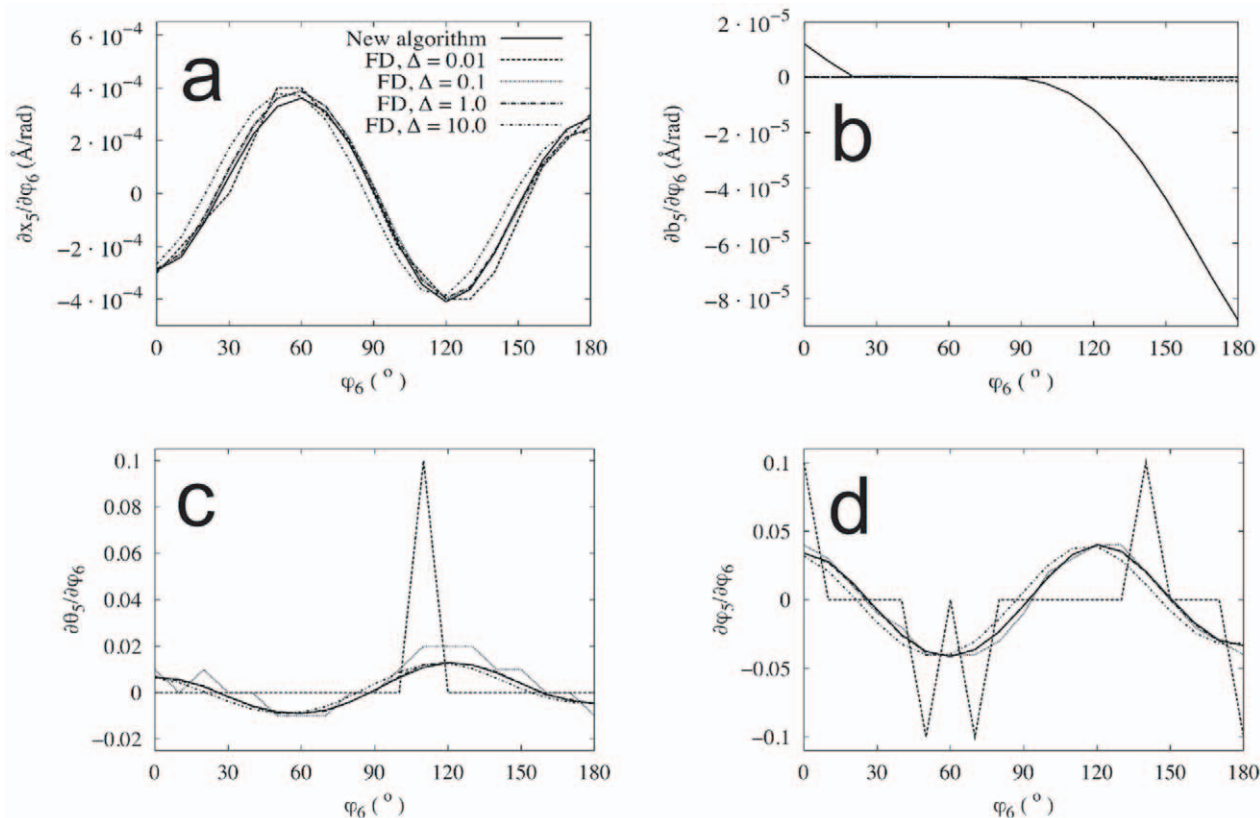 a
∂x₅/∂φ₆ (Å/rad)
6 · 10⁻⁴
4 · 10⁻⁴
2 · 10⁻⁴
0
−2 · 10⁻⁴
−4 · 10⁻⁴
New algorithm
FD, Δ = 0.01
FD, Δ = 0.1
FD, Δ = 1.0
FD, Δ = 10.0
0 30 60 90 120 150 180
φ₆ (°)
b
∂b₅/∂φ₆ (Å/rad)
2 · 10⁻⁵
0
−2 · 10⁻⁵
−4 · 10⁻⁵
−6 · 10⁻⁵
−8 · 10⁻⁵
0 30 60 90 120 150 180
φ₆ (°)
c
∂θ₅/∂φ₆
0.1
0.08
0.06
0.04
0.02
0
−0.02
0 30 60 90 120 150 180
φ₆ (°)
d
∂φ₅/∂φ₆
0.1
0.05
0
−0.05
−0.1
0 30 60 90 120 150 180
φ₆ (°)